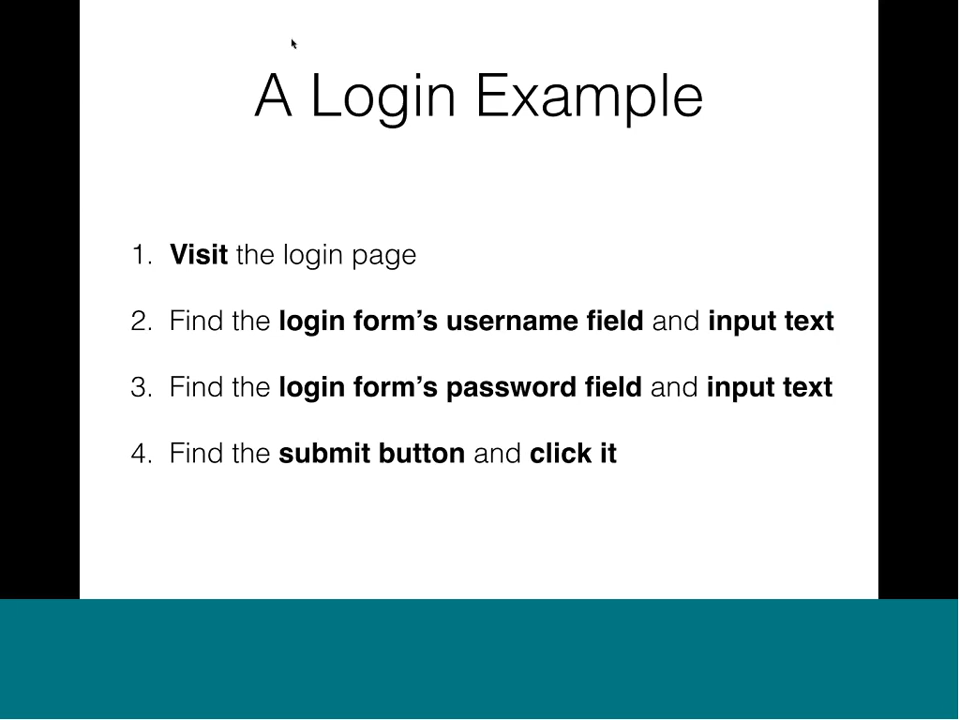 A Login Example
1. Visit the login page
2. Find the login form’s username field and input text
3. Find the login form’s password field and input text
4. Find the submit button and click it